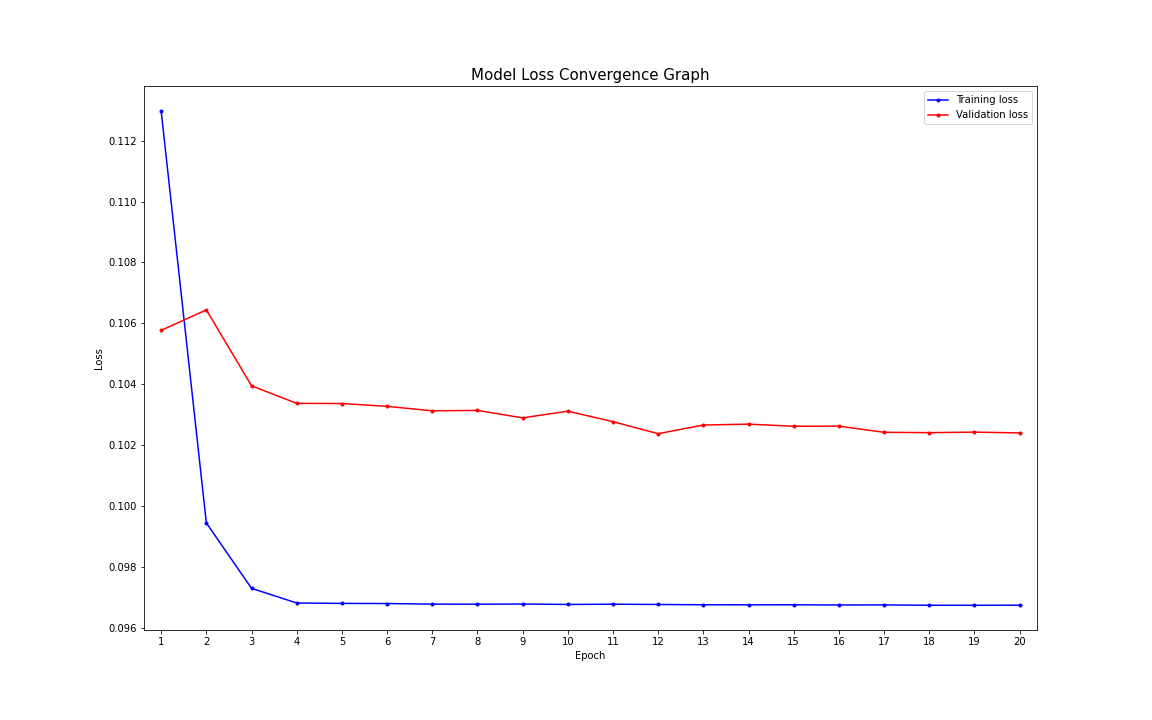 Model Loss Convergence Graph
Training loss
Validation loss
0.112
0.110
0.108
0.106
0.104
0.102
0.100
0.098
0.096
Loss
1 2 3 4 5 6 7 8 9 10 11 12 13 14 15 16 17 18 19 20
Epoch